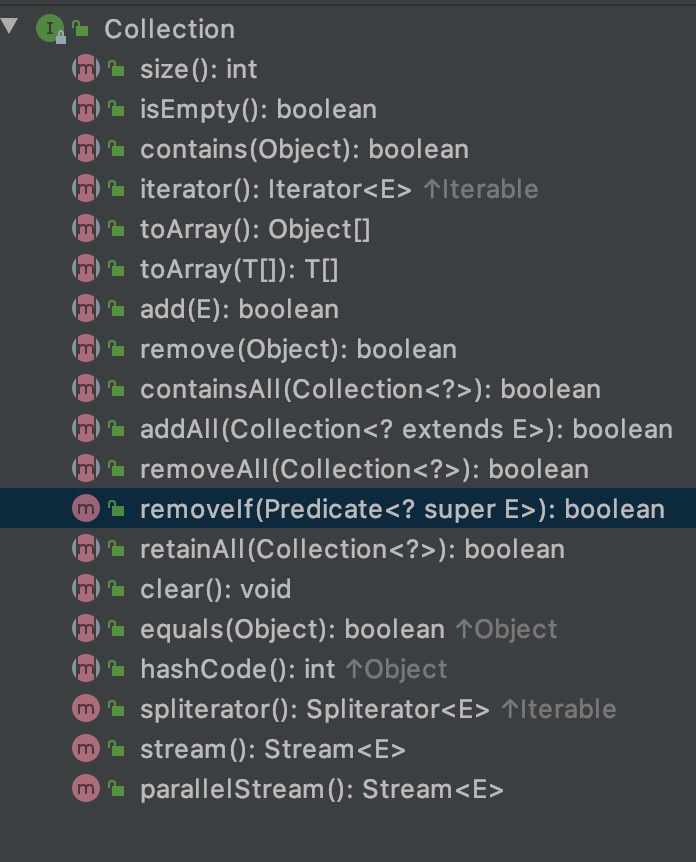 Collection
size(): int
isEmpty(): boolean
contains(Object): boolean
iterator(): Iterator<E> ↑Iterable
toArray(): Object[]
toArray(T[]): T[]
add(E): boolean
remove(Object): boolean
containsAll(Collection<?>): boolean
addAll(Collection<? extends E>): boolean
removeAll(Collection<?>): boolean
removeIf(Predicate<? super E>): boolean
retainAll(Collection<?>): boolean
clear(): void
equals(Object): boolean ↑Object
hashCode(): int ↑Object
spliterator(): Spliterator<E> ↑Iterable
stream(): Stream<E>
parallelStream(): Stream<E>